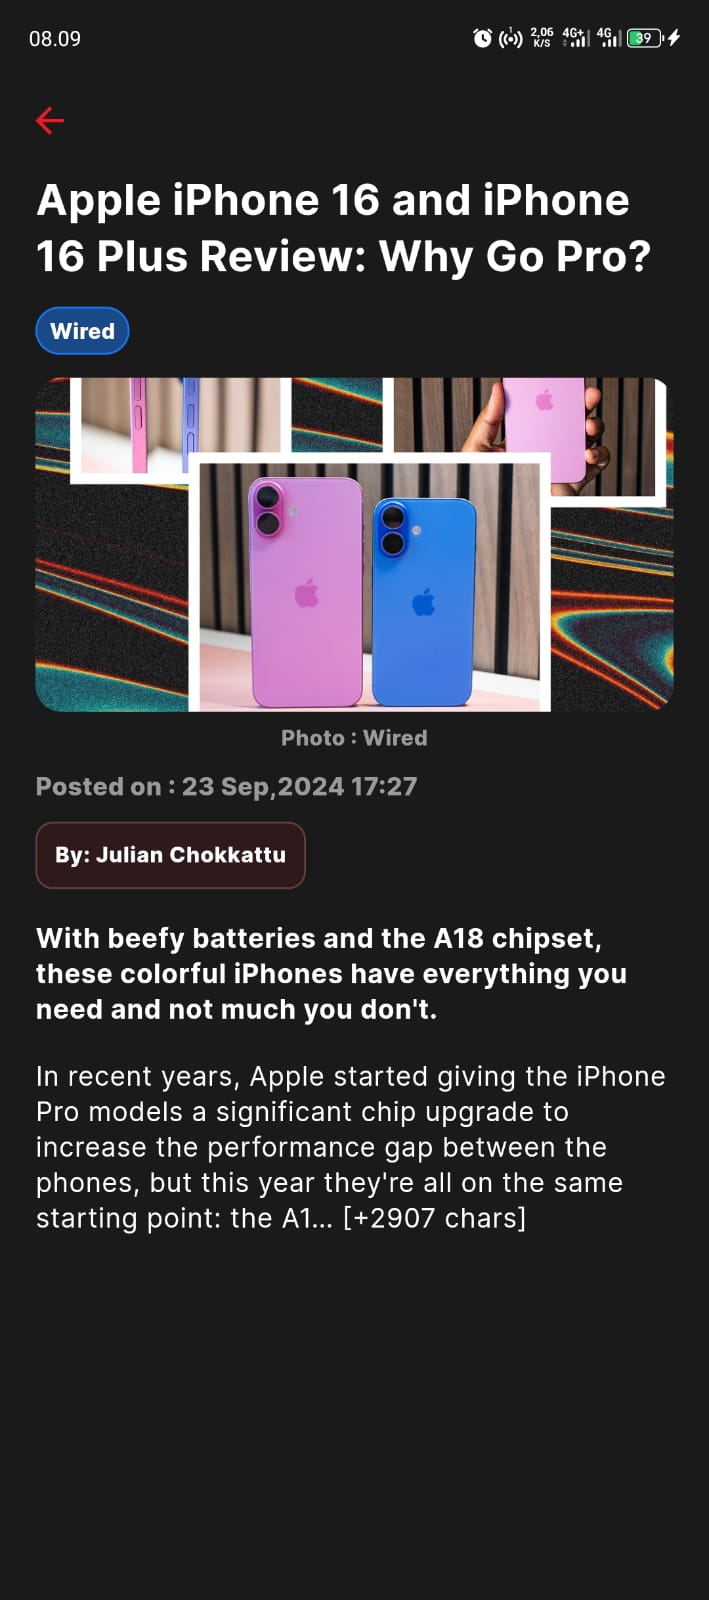 08.09
1
2,06
K/S
4G+
4G
39
Apple iPhone 16 and iPhone
16 Plus Review: Why Go Pro?
Wired
Photo : Wired
Posted on : 23 Sep,2024 17:27
By: Julian Chokkattu
With beefy batteries and the A18 chipset,
these colorful iPhones have everything you
need and not much you don't.
In recent years, Apple started giving the iPhone
Pro models a significant chip upgrade to
increase the performance gap between the
phones, but this year they're all on the same
starting point: the A1… [+2907 chars]